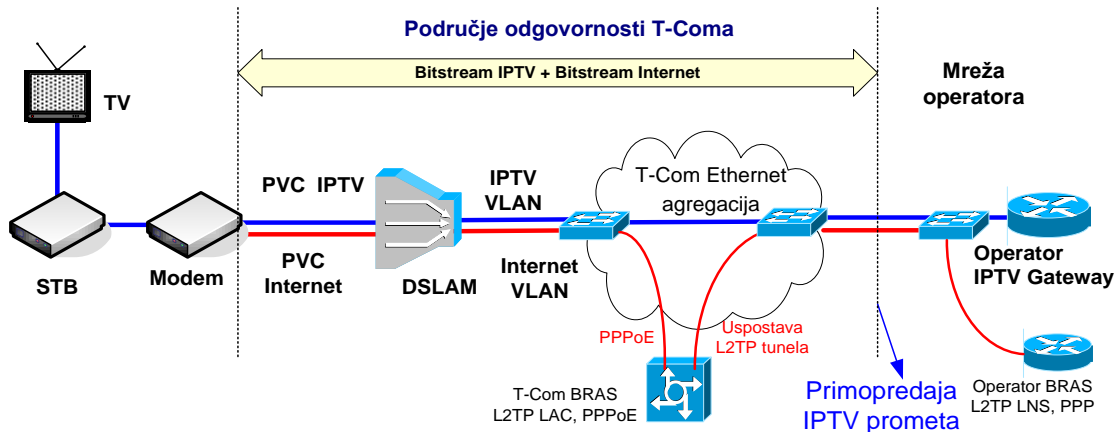 Područje odgovornosti T-Coma
Bitstream IPTV + Bitstream Internet
Mreža
operatora
TV
PVC IPTV
IPTV
VLAN
T-Com Ethernet
agregacija
STB
Modem
PVC
Internet
DSLAM
Internet
VLAN
Operator
IPTV Gateway
PPPoE
Uspostava
L2TP tunela
T-Com BRAS
L2TP LAC, PPPoE
Primopredaja
IPTV prometa
Operator BRAS
L2TP LNS, PPP